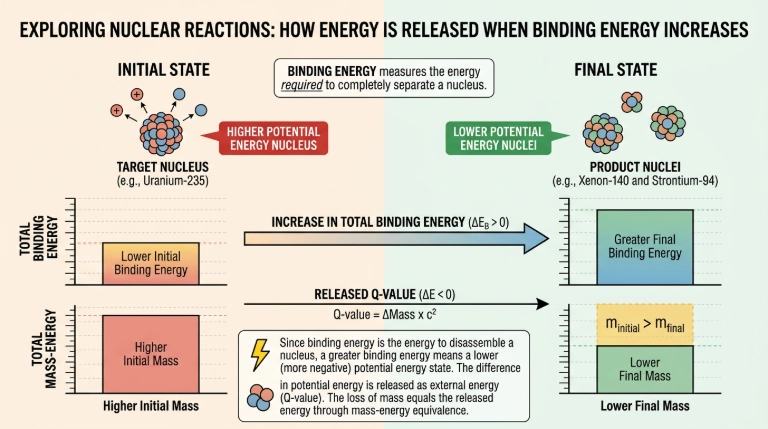 EXPLORING NUCLEAR REACTIONS: HOW ENERGY IS RELEASED WHEN BINDING ENERGY INCREASES
INITIAL STATE
BINDING ENERGY measures the energy
required to completely separate a nucleus.
FINAL STATE
+
+
HIGHER POTENTIAL
ENERGY NUCLEUS
LOWER POTENTIAL
ENERGY NUCLEI
TARGET NUCLEUS
(e.g., Uranium-235)
PRODUCT NUCLEI
(e.g., Xenon-140 and Strontium-94)
TOTAL
BINDING
ENERGY
Lower Initial
Binding Energy
INCREASE IN TOTAL BINDING ENERGY (ΔE_B > 0)
Greater Final
Binding Energy
RELEASED Q-VALUE (ΔE < 0)
Q-value = ΔMass x c²
TOTAL
MASS-ENERGY
Higher
Initial Mass
Higher Initial Mass
Since binding energy is the energy to disassemble a
nucleus, a greater binding energy means a lower
(more negative) potential energy state. The difference
in potential energy is released as external energy
(Q-value). The loss of mass equals the released
energy through mass-energy equivalence.
m_initial > m_final
Lower
Final Mass
Lower Final Mass